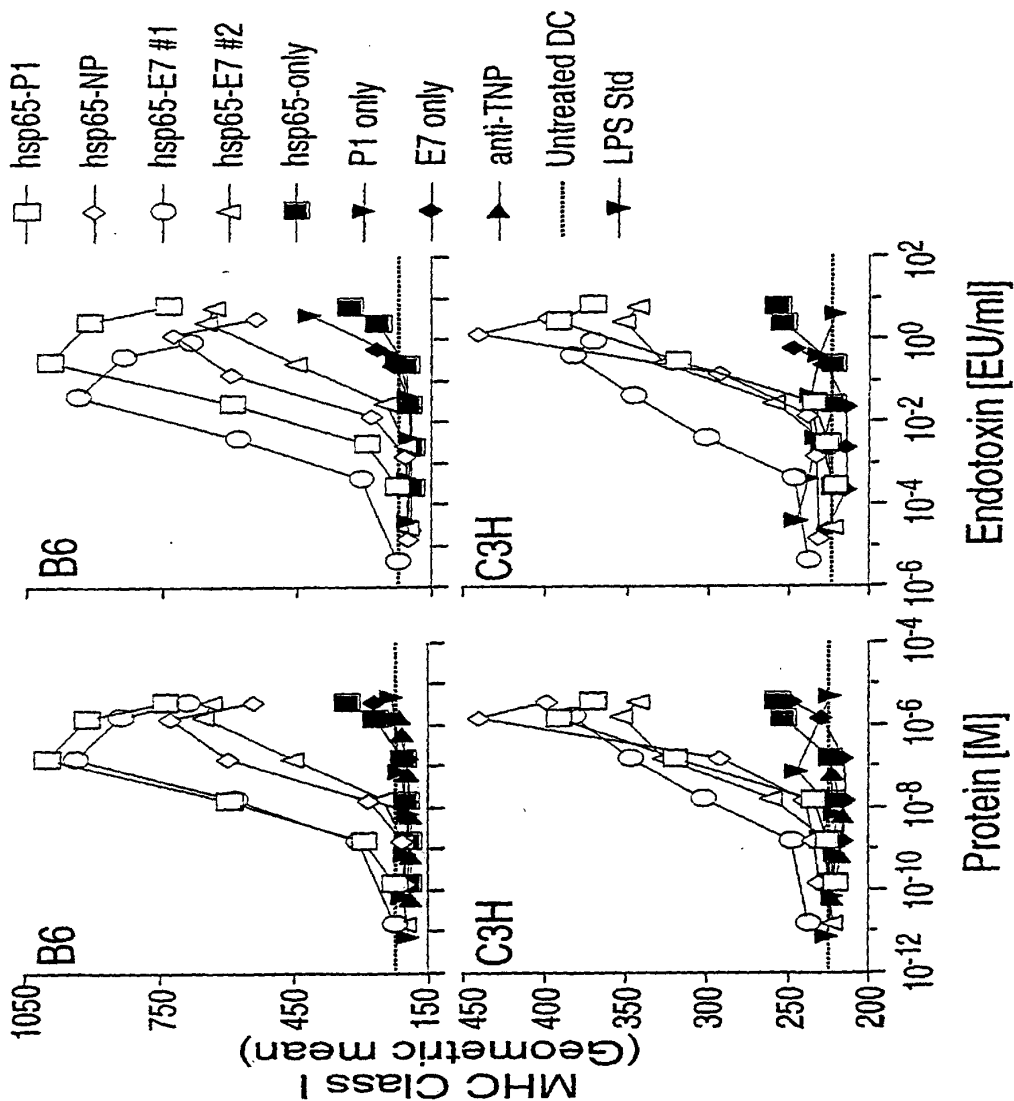 hsp65-P1
hsp65-NP
hsp65-E7 #1
hsp65-E7 #2
hsp65-only
P1 only
E7 only
anti-TNP
Untreated DC
LPS Std
MHC Class I
(Geometric mean)
1050
750
450
150
B6
B6
450
400
350
300
250
200
C3H
C3H
10-12
10-10
10-8
10-6
10-4
Protein [M]
10-6
10-4
10-2
100
102
Endotoxin [EU/ml]